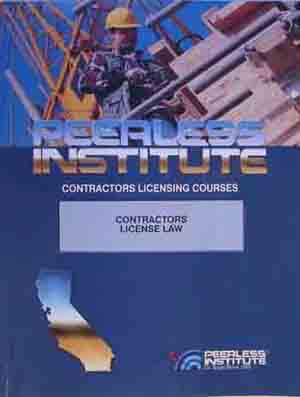 PEERLESS
INSTITUTE
CONTRACTORS LICENSING COURSES
CONTRACTORS
LICENSE LAW
PEERLESS
INSTITUTE